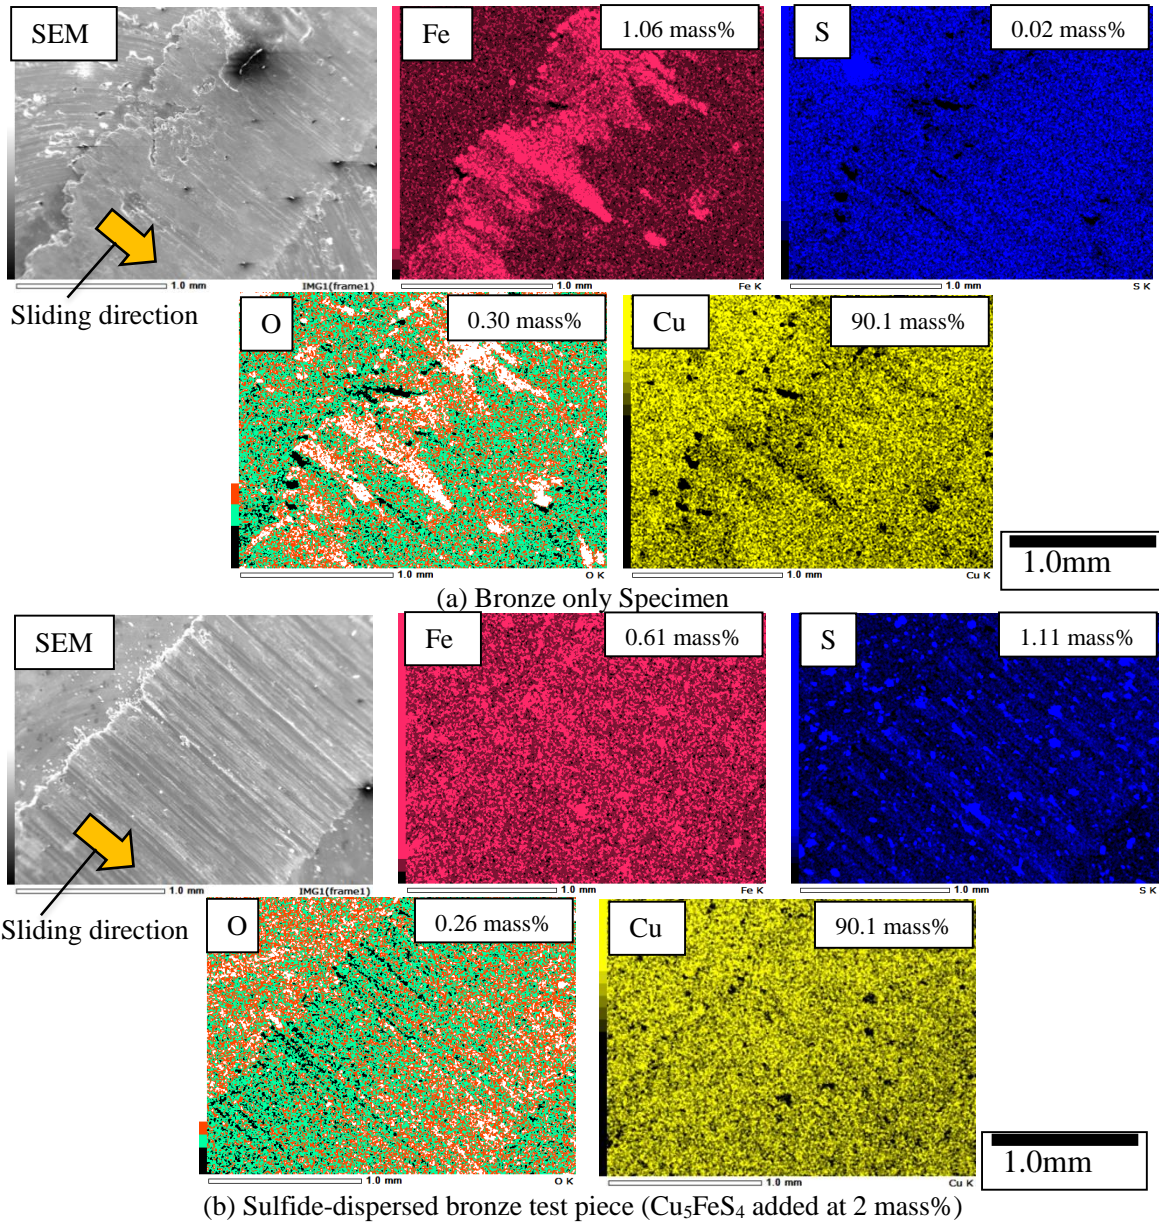 SEM
Fe
1.06 mass%
S
0.02 mass%
1.0 mm
IMG1(frame1)
Fe K
1.0 mm
S K
Sliding direction
O
0.30 mass%
Cu
90.1 mass%
1.0 mm
O K
1.0 mm
Cu K
1.0mm
(a) Bronze only Specimen
SEM
Fe
0.61 mass%
S
1.11 mass%
1.0 mm
IMG1(frame1)
1.0 mm
Fe K
1.0 mm
S K
Sliding direction
O
0.26 mass%
Cu
90.1 mass%
1.0 mm
O K
1.0 mm
Cu K
1.0mm
(b) Sulfide-dispersed bronze test piece (Cu₅FeS₄ added at 2 mass%)